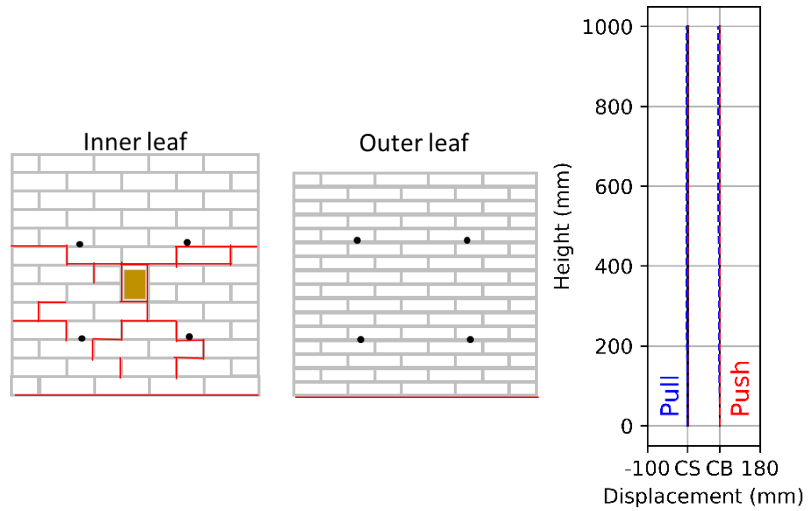 Inner leaf
Outer leaf
Height (mm)
1000
800
600
400
200
0
Pull
Push
-100 CS CB 180
Displacement (mm)